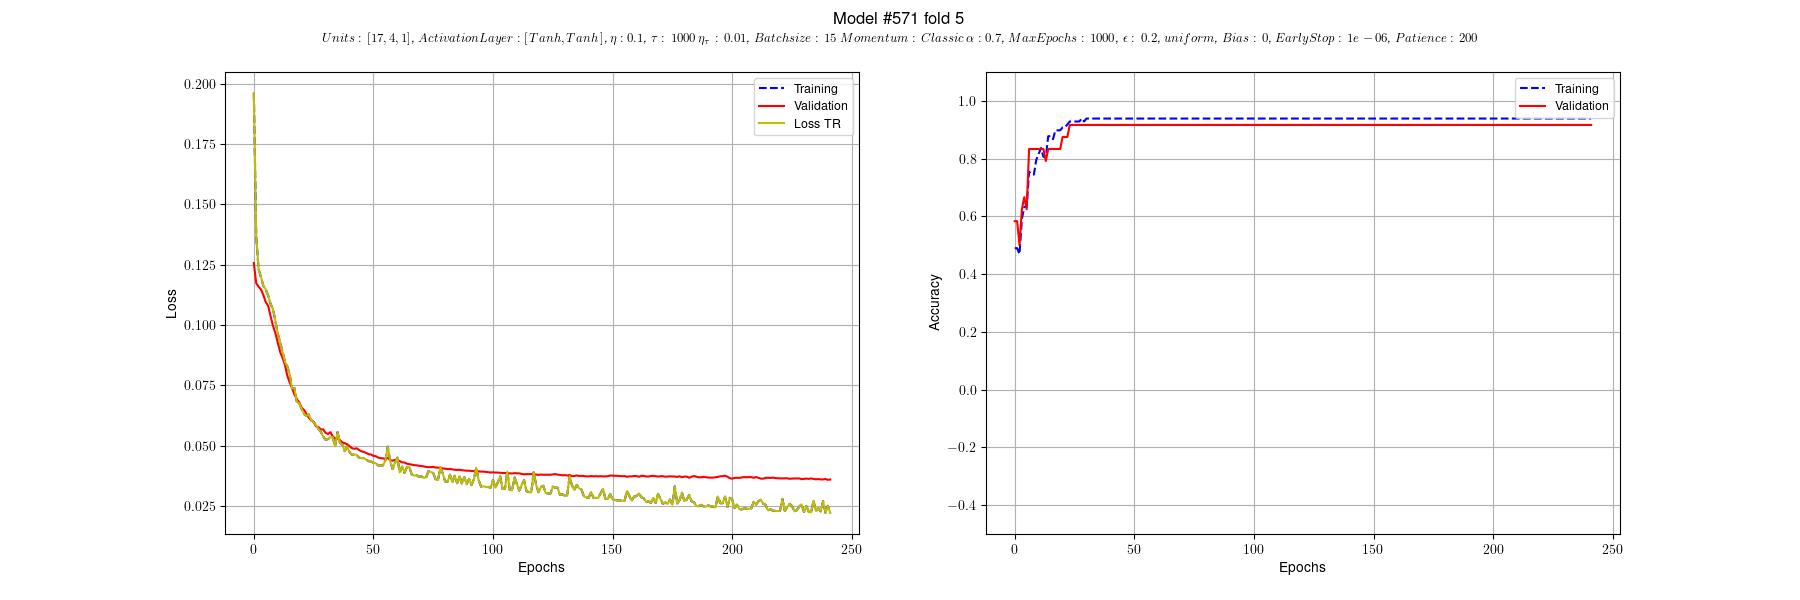 Model #571 fold 5
Units : [17, 4, 1], ActivationLayer : [Tanh, Tanh], η : 0.1, τ : 1000 η_τ : 0.01, Batchsize : 15 Momentum : Classic α : 0.7, MaxEpochs : 1000, ϵ : 0.2, uniform, Bias : 0, EarlyStop : 1e − 06, Patience : 200
Loss
0.200
0.175
0.150
0.125
0.100
0.075
0.050
0.025
Training
Validation
Loss TR
0
50
100
150
200
250
Epochs
Accuracy
1.0
0.8
0.6
0.4
0.2
0.0
−0.2
−0.4
Training
Validation
0
50
100
150
200
250
Epochs